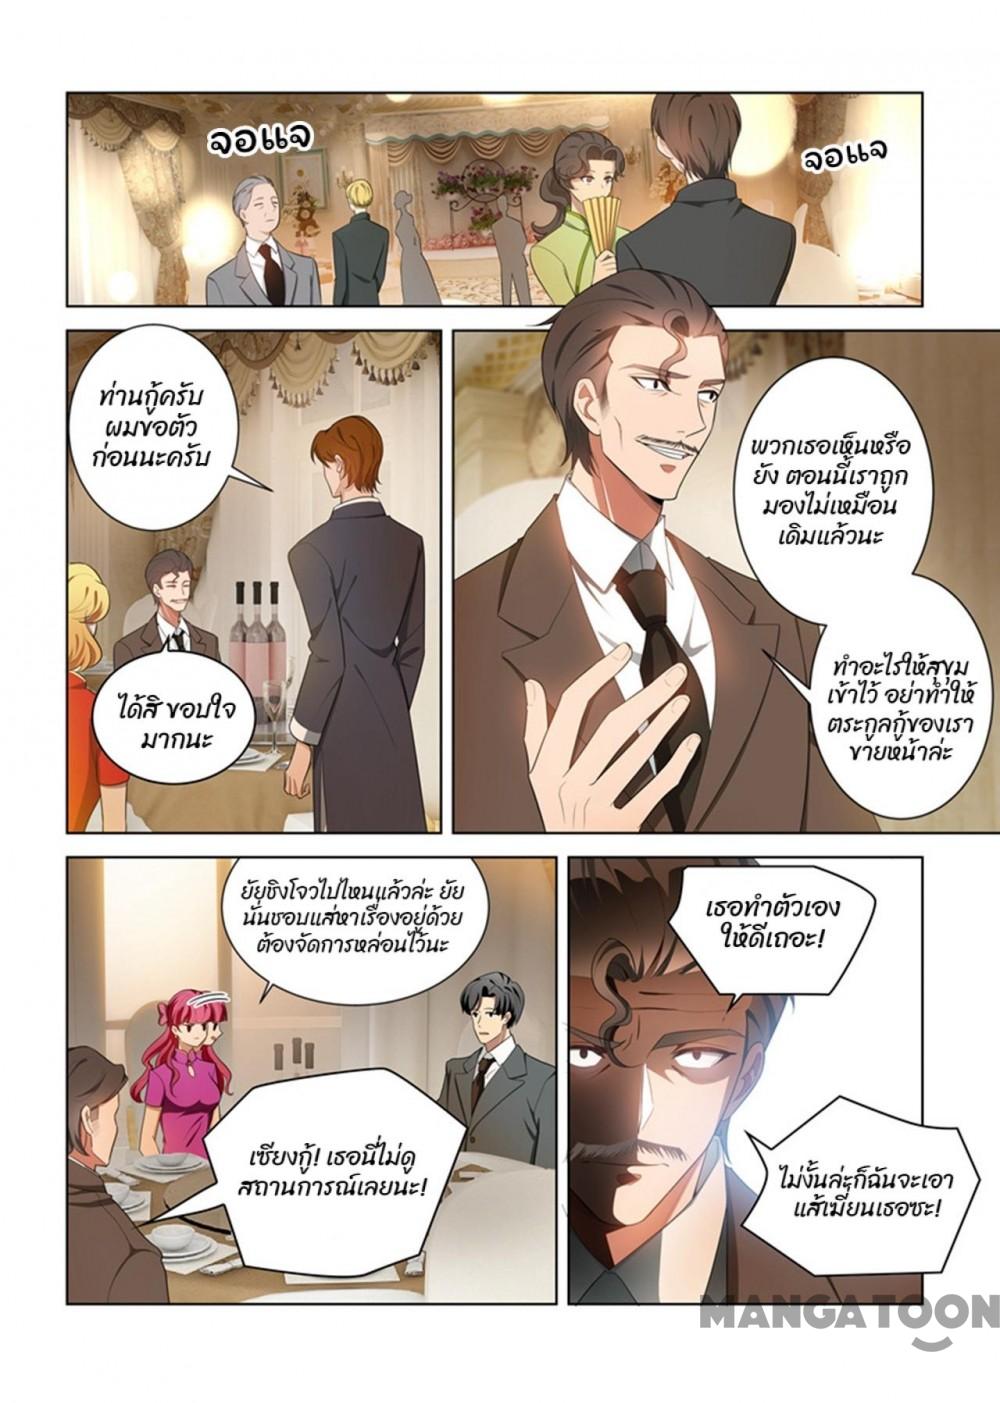 จอแจ
จอแจ
ท่านกู้ครับ
ผมขอตัว
ก่อนนะครับ
ได้สิ ขอบใจ
มากนะ
พวกเธอเห็นหรือ
ยัง ตอนนี้เราถูก
มองไม่เหมือน
เดิมแล้วนะ
ทำอะไรให้สุขุม
เข้าไว้ อย่าทำให้
ตระกูลกู้ของเรา
ขายหน้าล่ะ
ยัยชิงโจวไปไหนแล้วล่ะ ยัย
นั่นชอบแส่หาเรื่องอยู่ด้วย
ต้องจัดการหล่อนไว้นะ
เซียงกู้! เธอนี่ไม่ดู
สถานการณ์เลยนะ!
เธอทำตัวเอง
ให้ดีเถอะ!
ไม่งั้นล่ะก็ฉันจะเอา
แส้เฆี่ยนเธอซะ!
MANGATOON